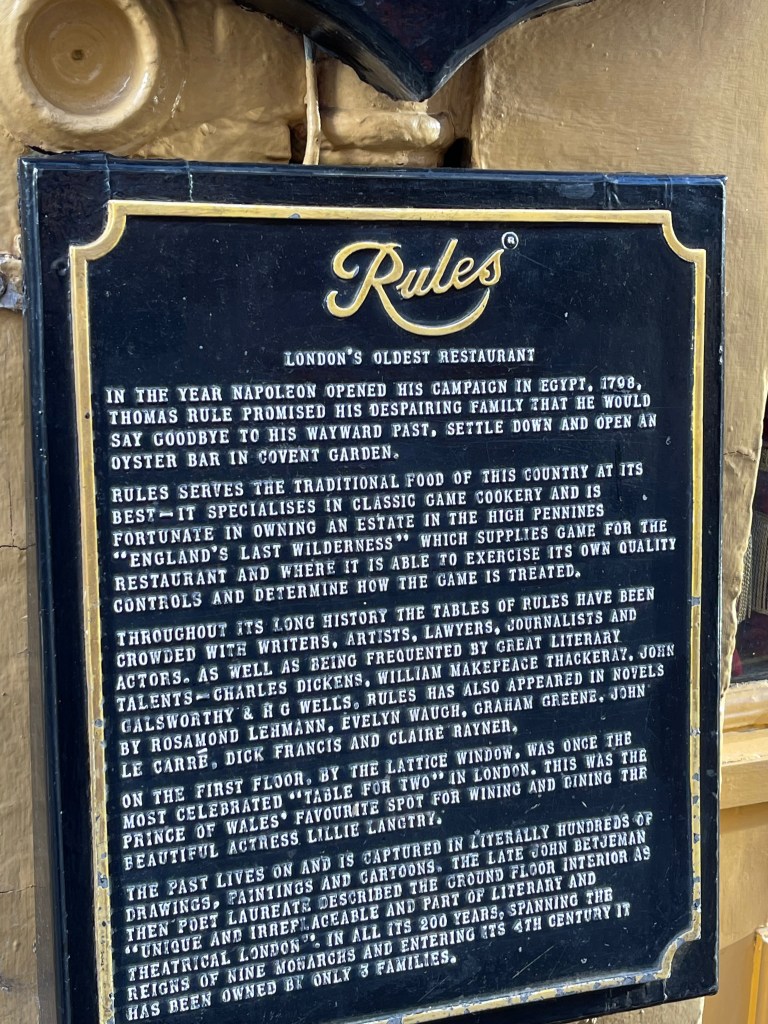 Rules®
LONDON'S OLDEST RESTAURANT
IN THE YEAR NAPOLEON OPENED HIS CAMPAIGN IN EGYPT, 1798,
THOMAS RULE PROMISED HIS DESPAIRING FAMILY THAT HE WOULD
SAY GOODBYE TO HIS WAYWARD PAST, SETTLE DOWN AND OPEN AN
OYSTER BAR IN COVENT GARDEN.
RULES SERVES THE TRADITIONAL FOOD OF THIS COUNTRY AT ITS
BEST—IT SPECIALISES IN CLASSIC GAME COOKERY AND IS
FORTUNATE IN OWNING AN ESTATE IN THE HIGH PENNINES
"ENGLAND'S LAST WILDERNESS" WHICH SUPPLIES GAME FOR THE
RESTAURANT AND WHERE IT IS ABLE TO EXERCISE ITS OWN QUALITY
CONTROLS AND DETERMINE HOW THE GAME IS TREATED.
THROUGHOUT ITS LONG HISTORY THE TABLES OF RULES HAVE BEEN
CROWDED WITH WRITERS, ARTISTS, LAWYERS, JOURNALISTS AND
ACTORS. AS WELL AS BEING FREQUENTED BY GREAT LITERARY
TALENTS—CHARLES DICKENS, WILLIAM MAKEPEACE THACKERAY, JOHN
GALSWORTHY & H G WELLS, RULES HAS ALSO APPEARED IN NOVELS
BY ROSAMOND LEHMANN, EVELYN WAUGH, GRAHAM GREENE, JOHN
LE CARRÉ, DICK FRANCIS AND CLAIRE RAYNER.
ON THE FIRST FLOOR, BY THE LATTICE WINDOW, WAS ONCE THE
MOST CELEBRATED "TABLE FOR TWO" IN LONDON. THIS WAS THE
PRINCE OF WALES' FAVOURITE SPOT FOR WINING AND DINING THE
BEAUTIFUL ACTRESS LILLIE LANGTRY.
THE PAST LIVES ON AND IS CAPTURED IN LITERALLY HUNDREDS OF
DRAWINGS, PAINTINGS AND CARTOONS. THE LATE JOHN BETJEMAN
THEN POET LAUREATE DESCRIBED THE GROUND FLOOR INTERIOR AS
"UNIQUE AND IRREPLACEABLE AND PART OF LITERARY AND
THEATRICAL LONDON". IN ALL ITS 200 YEARS, SPANNING THE
REIGNS OF NINE MONARCHS AND ENTERING ITS 4TH CENTURY IT
HAS BEEN OWNED BY ONLY 3 FAMILIES.